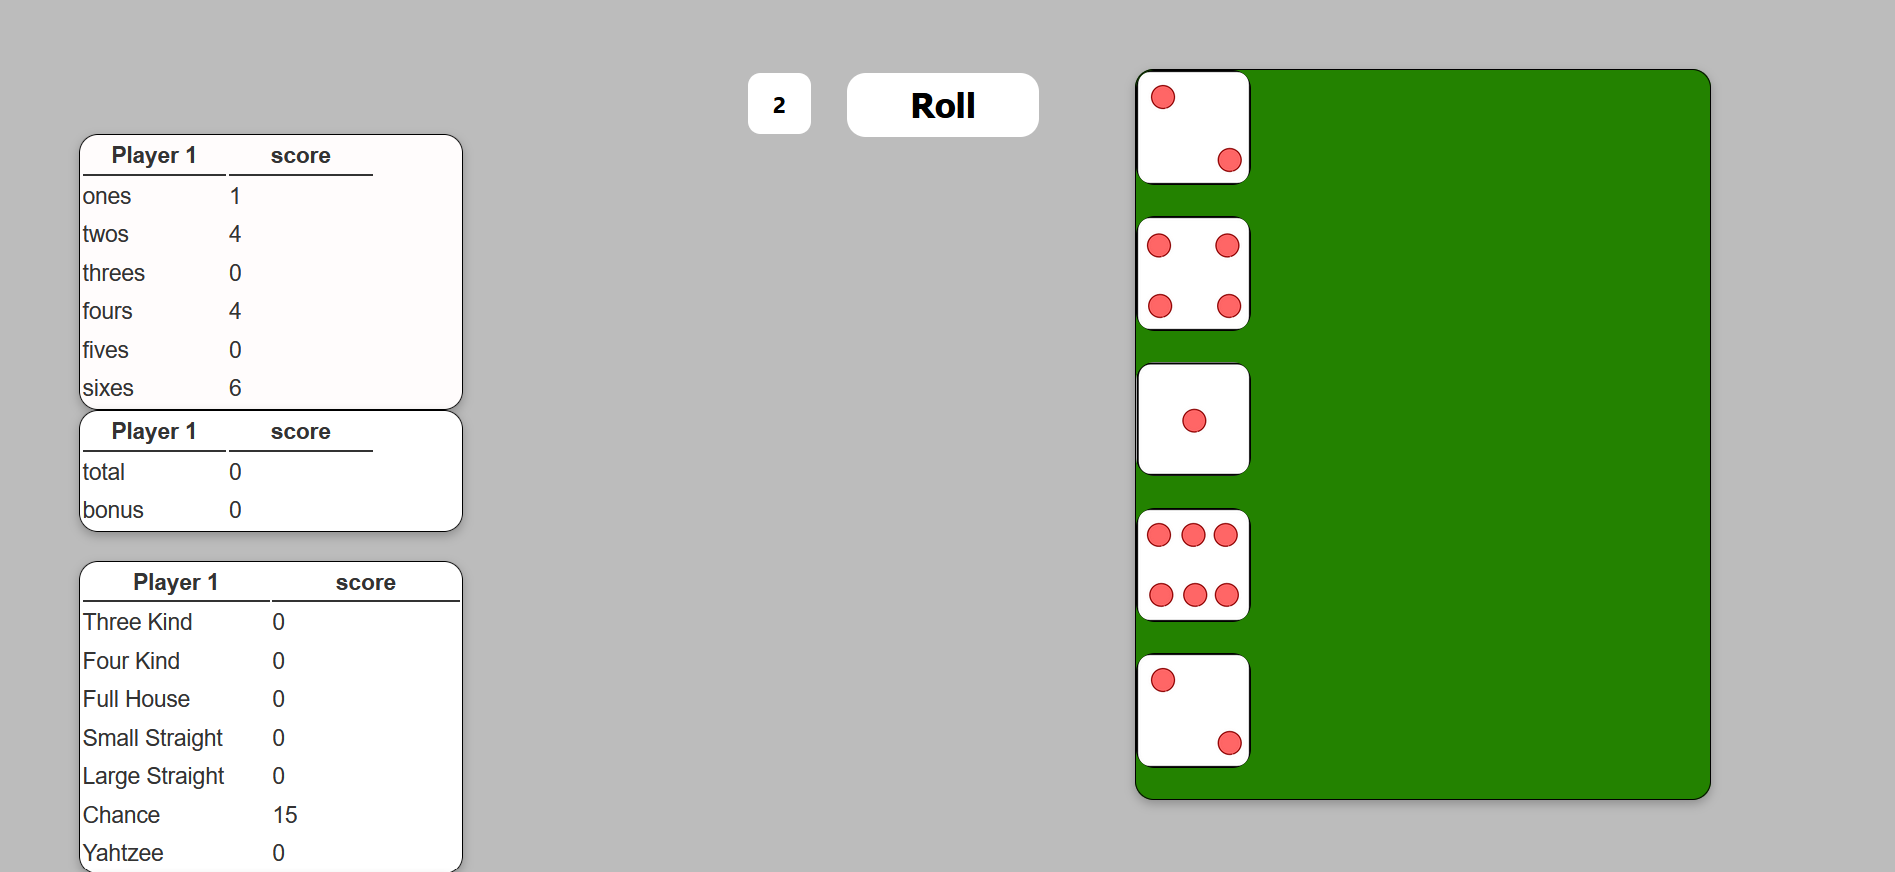 2
Roll
Player 1 score
ones 1
twos 4
threes 0
fours 4
fives 0
sixes 6
Player 1 score
total 0
bonus 0
Player 1 score
Three Kind 0
Four Kind 0
Full House 0
Small Straight 0
Large Straight 0
Chance 15
Yahtzee 0